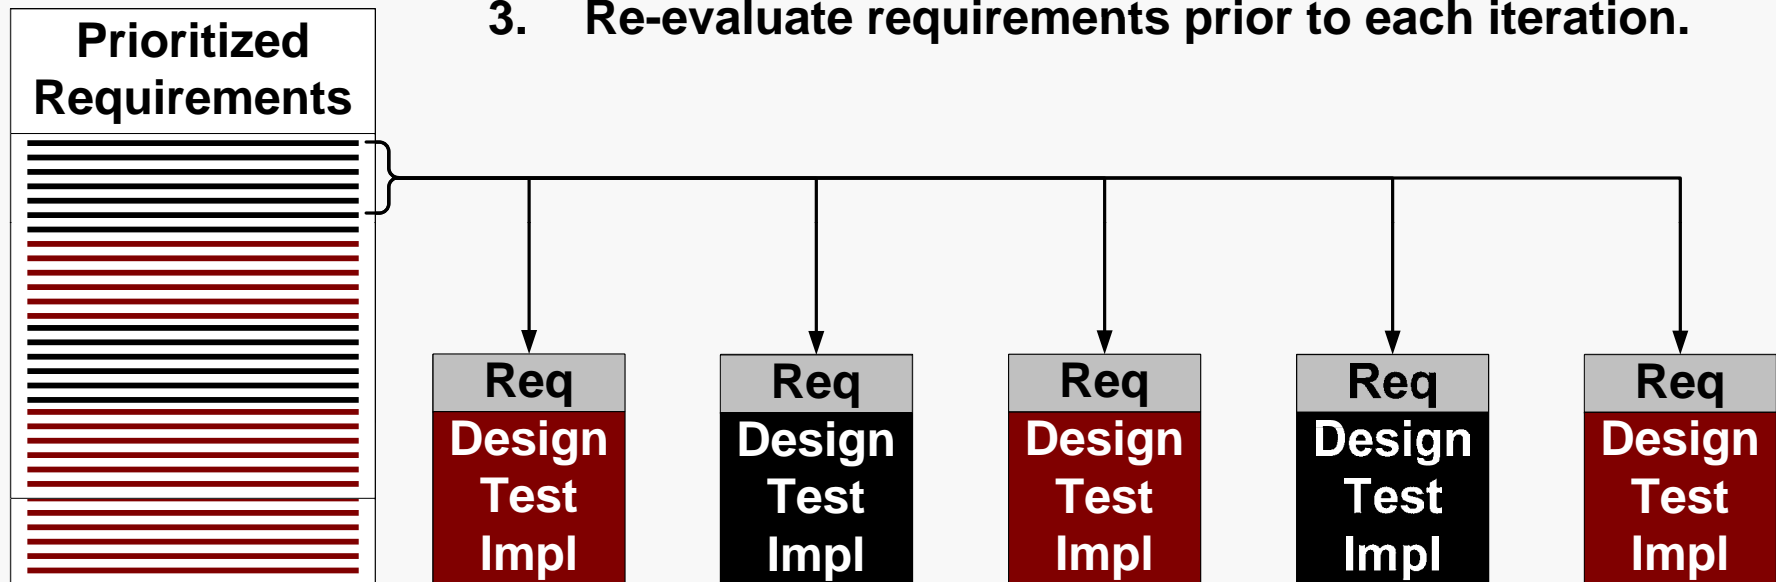 3. Re-evaluate requirements prior to each iteration.
Prioritized
Requirements
Req
Design
Test
Impl
Req
Design
Test
Impl
Req
Design
Test
Impl
Req
Design
Test
Impl
Req
Design
Test
Impl